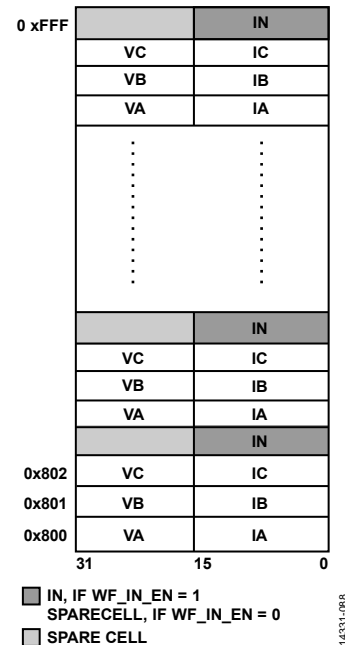 0 xFFF IN
VC IC
VB IB
VA IA
IN
VC IC
VB IB
VA IA
IN
0x802 VC IC
0x801 VB IB
0x800 VA IA
31 15 0
IN, IF WF_IN_EN = 1
SPARECELL, IF WF_IN_EN = 0
SPARE CELL
14331-088